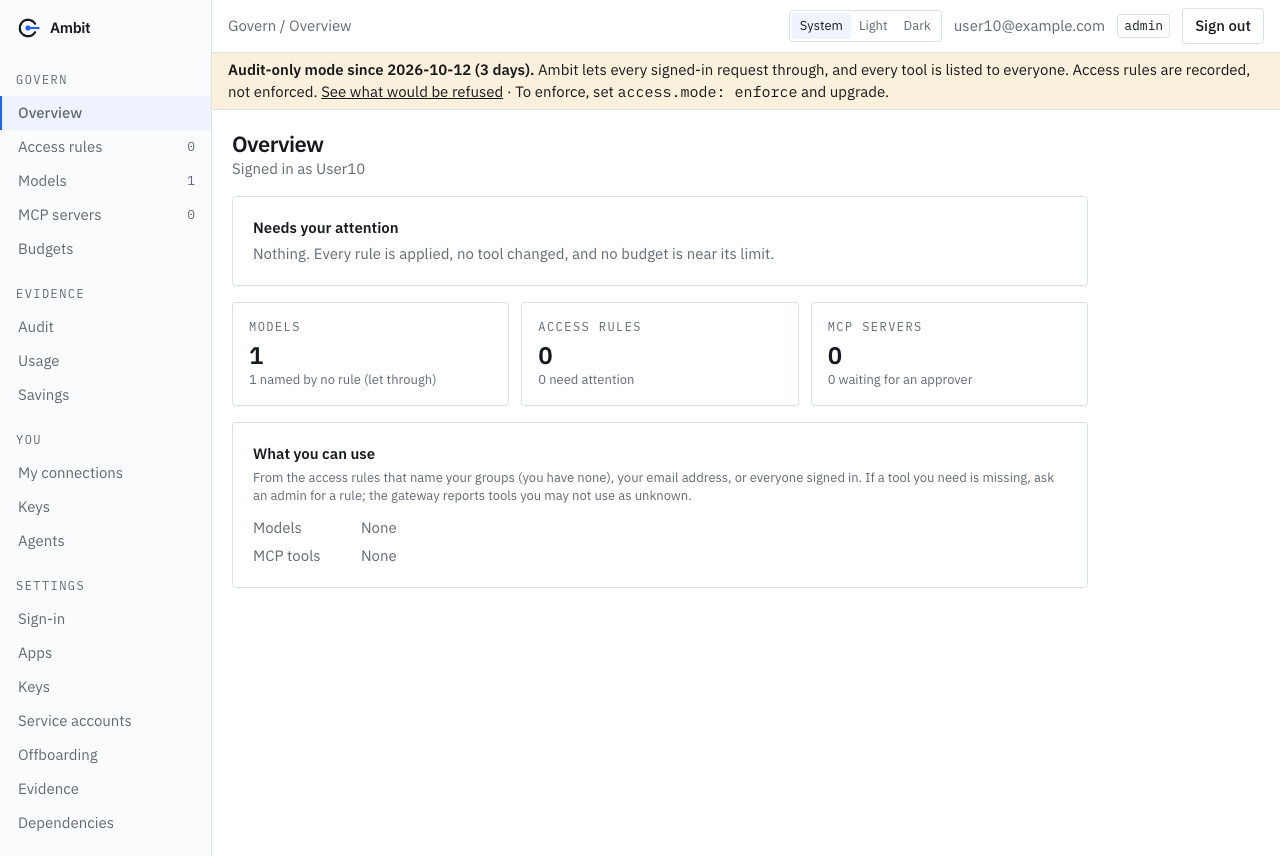 Ambit
GOVERN
Overview
Access rules 0
Models 1
MCP servers 0
Budgets
EVIDENCE
Audit
Usage
Savings
YOU
My connections
Keys
Agents
SETTINGS
Sign-in
Apps
Keys
Service accounts
Offboarding
Evidence
Dependencies
Govern / Overview
System Light Dark user10@example.com admin Sign out
Audit-only mode since 2026-10-12 (3 days). Ambit lets every signed-in request through, and every tool is listed to everyone. Access rules are recorded,
not enforced. See what would be refused · To enforce, set access.mode: enforce and upgrade.
Overview
Signed in as User10
Needs your attention
Nothing. Every rule is applied, no tool changed, and no budget is near its limit.
MODELS
1
1 named by no rule (let through)
ACCESS RULES
0
0 need attention
MCP SERVERS
0
0 waiting for an approver
What you can use
From the access rules that name your groups (you have none), your email address, or everyone signed in. If a tool you need is missing, ask
an admin for a rule; the gateway reports tools you may not use as unknown.
Models None
MCP tools None